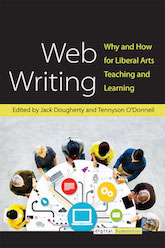 Web
Writing
Why and How
for Liberal Arts
Teaching and
Learning
Edited by Jack Dougherty and Tennyson O'Donnell
digital humanities